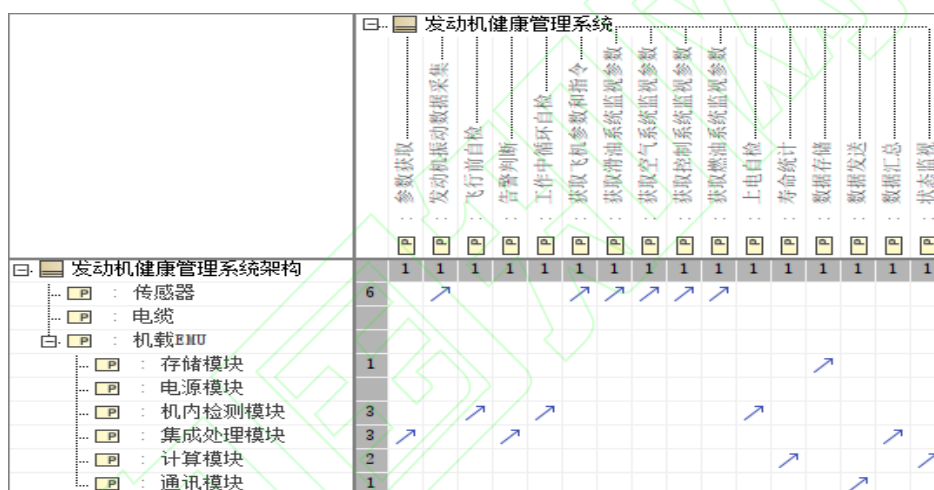 发动机健康管理系统
: 参数获取
: 发动机振动数据采集
: 飞行前自检
: 告警判断
: 工作中循环自检
: 获取飞机参数和指令
: 获取滑油系统监视参数
: 获取空气系统监视参数
: 获取控制系统监视参数
: 获取燃油系统监视参数
: 上电自检
: 寿命统计
: 数据存储
: 数据发送
: 数据汇总
: 状态监视
P P P P P P P P P P P P P P P P
发动机健康管理系统架构 1 1 1 1 1 1 1 1 1 1 1 1 1 1 1 1
P : 传感器 6
P : 电缆
P : 机载EMU
P : 存储模块 1
P : 电源模块
P : 机内检测模块 3
P : 集成处理模块 3
P : 计算模块 2
P : 通讯模块 1